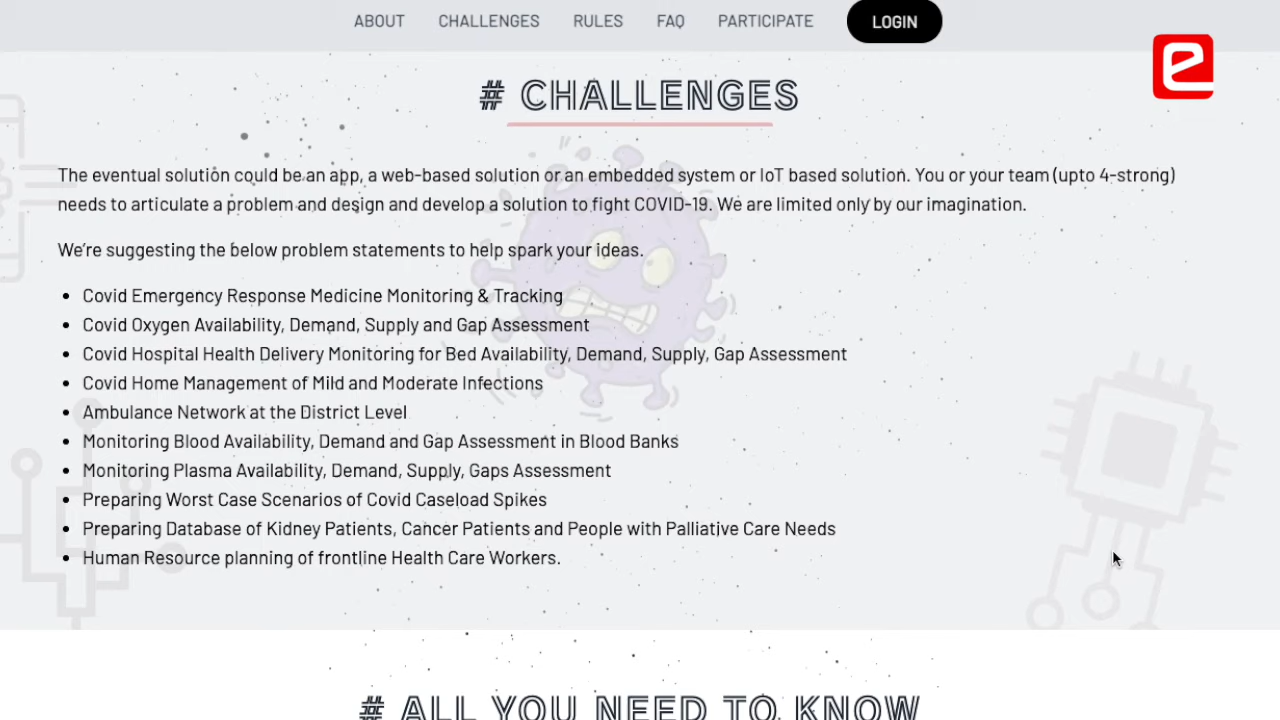 ABOUT CHALLENGES RULES FAQ PARTICIPATE LOGIN
e
# CHALLENGES
The eventual solution could be an app, a web-based solution or an embedded system or IoT based solution. You or your team (upto 4-strong)
needs to articulate a problem and design and develop a solution to fight COVID-19. We are limited only by our imagination.
We're suggesting the below problem statements to help spark your ideas.
• Covid Emergency Response Medicine Monitoring & Tracking
• Covid Oxygen Availability, Demand, Supply and Gap Assessment
• Covid Hospital Health Delivery Monitoring for Bed Availability, Demand, Supply, Gap Assessment
• Covid Home Management of Mild and Moderate Infections
• Ambulance Network at the District Level
• Monitoring Blood Availability, Demand and Gap Assessment in Blood Banks
• Monitoring Plasma Availability, Demand, Supply, Gaps Assessment
• Preparing Worst Case Scenarios of Covid Caseload Spikes
• Preparing Database of Kidney Patients, Cancer Patients and People with Palliative Care Needs
• Human Resource planning of frontline Health Care Workers.
# ALL YOU NEED TO KNOW